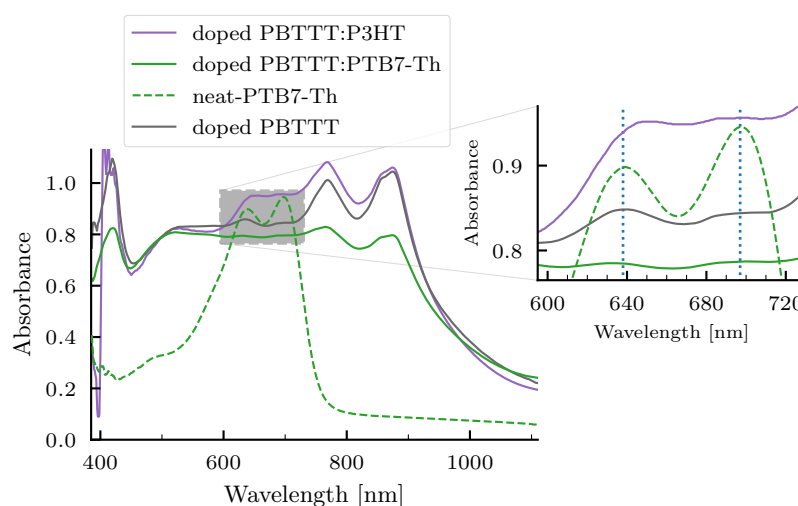 doped PBTTT:P3HT
doped PBTTT:PTB7-Th
neat-PTB7-Th
doped PBTTT
Absorbance
1.0
0.8
0.6
0.4
0.2
0.0
400 600 800 1000
Wavelength [nm]
Absorbance
0.9
0.8
600 640 680 720
Wavelength [nm]